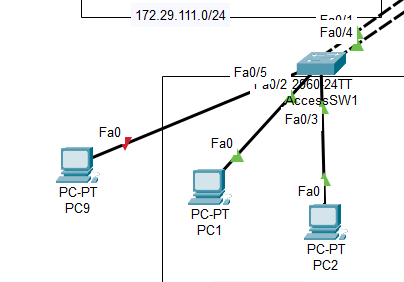 172.29.111.0/24
Fa0/1
Fa0/4
Fa0/5
Fa0/2
2960-24TT
AccessSW1
Fa0/3
Fa0
Fa0
Fa0
PC-PT
PC9
PC-PT
PC1
PC-PT
PC2